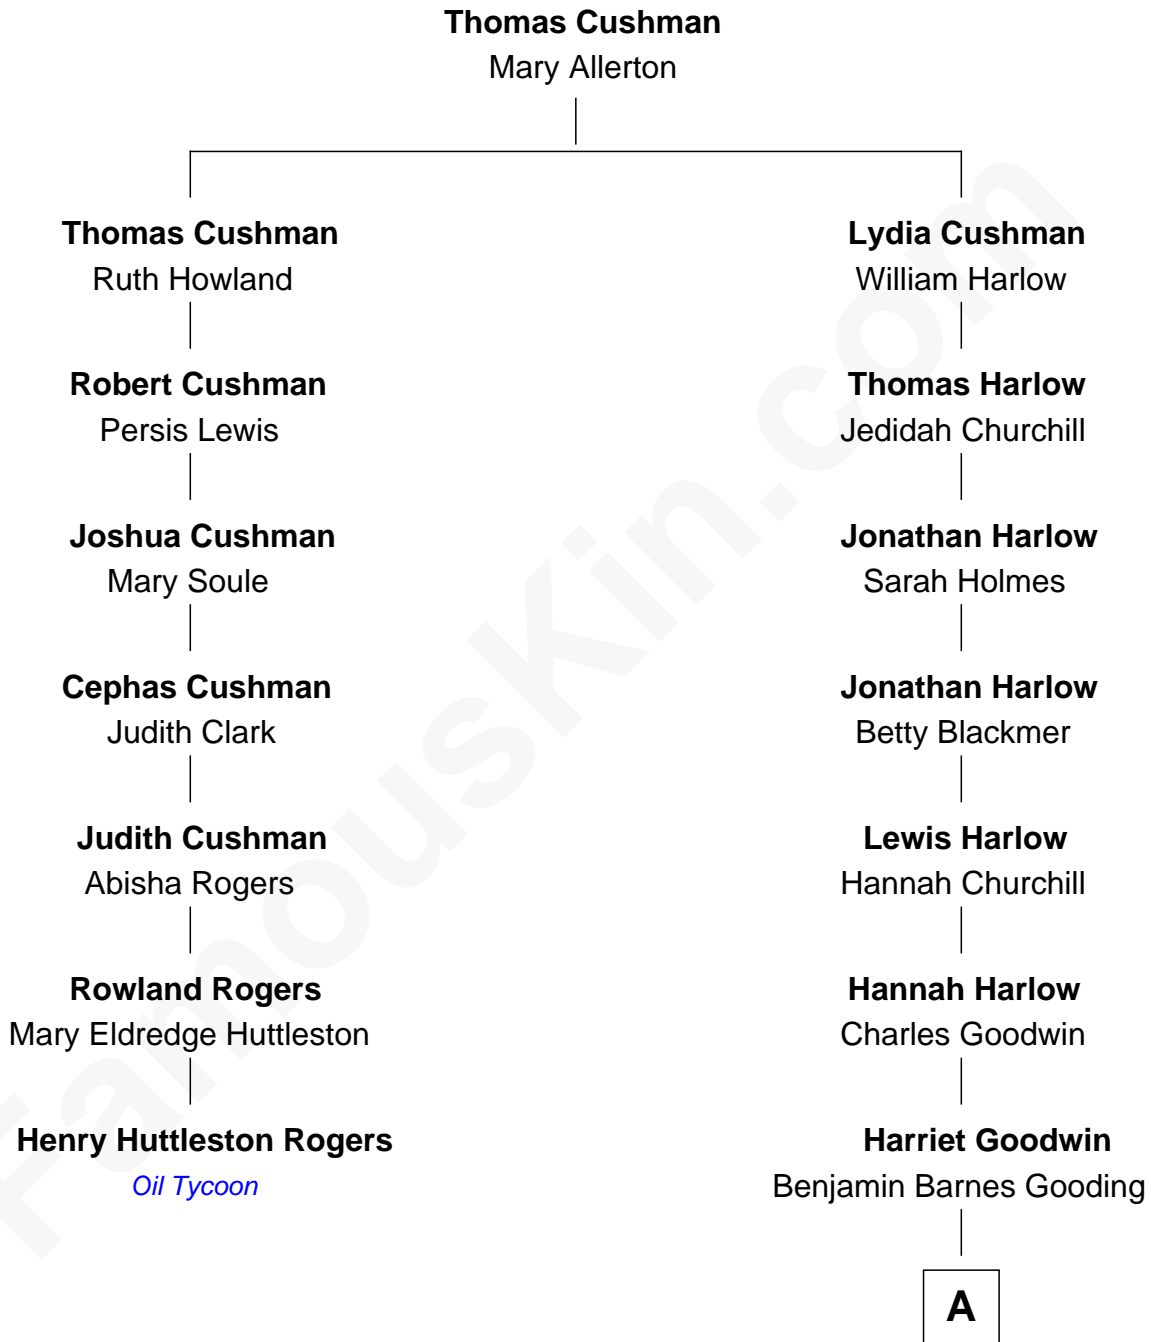 Thomas Cushman
Mary Allerton
Thomas Cushman
Ruth Howland
Lydia Cushman
William Harlow
Robert Cushman
Persis Lewis
Thomas Harlow
Jedidah Churchill
Joshua Cushman
Mary Soule
Jonathan Harlow
Sarah Holmes
Cephas Cushman
Judith Clark
Jonathan Harlow
Betty Blackmer
Judith Cushman
Abisha Rogers
Lewis Harlow
Hannah Churchill
Rowland Rogers
Mary Eldredge Huttleston
Hannah Harlow
Charles Goodwin
Henry Huttleston Rogers
Oil Tycoon
Harriet Goodwin
Benjamin Barnes Gooding
A
FamousKin.com